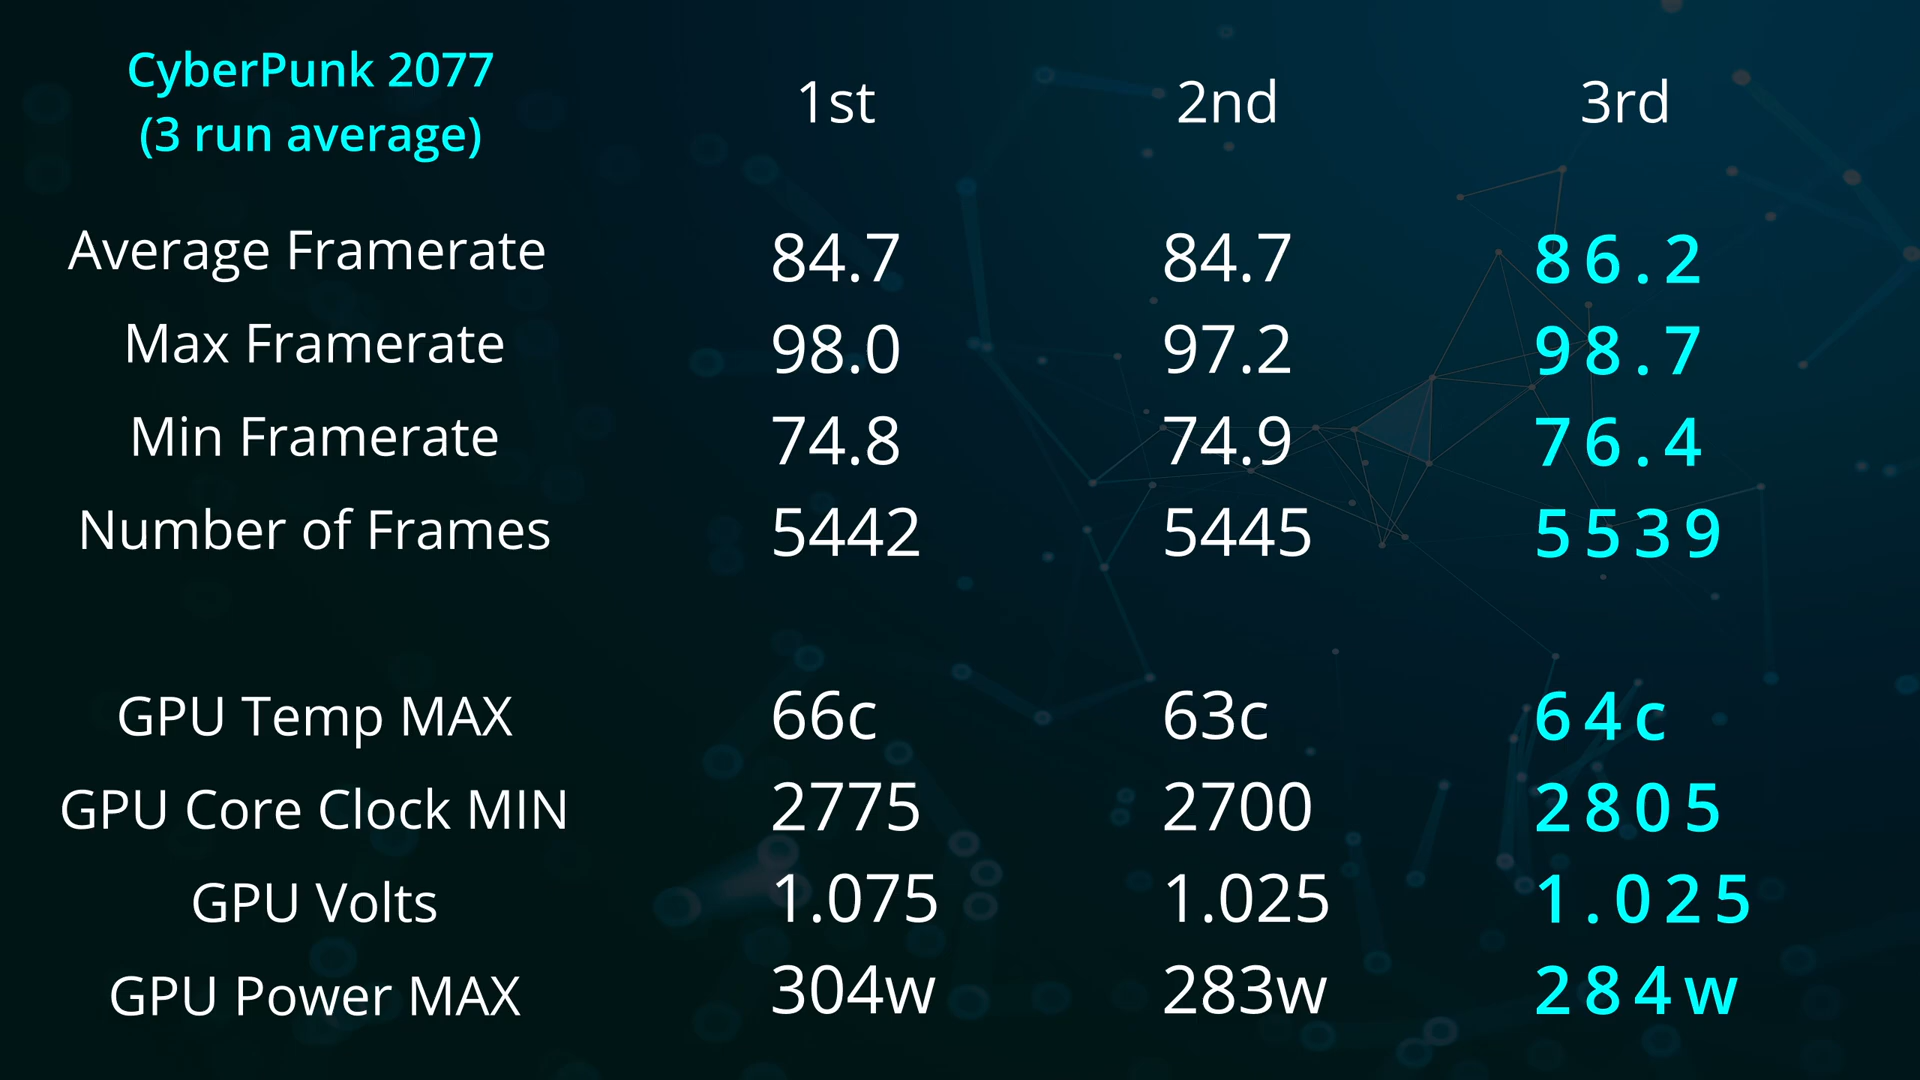 CyberPunk 2077
(3 run average)
1st 2nd 3rd
Average Framerate 84.7 84.7 86.2
Max Framerate 98.0 97.2 98.7
Min Framerate 74.8 74.9 76.4
Number of Frames 5442 5445 5539
GPU Temp MAX 66c 63c 64c
GPU Core Clock MIN 2775 2700 2805
GPU Volts 1.075 1.025 1.025
GPU Power MAX 304w 283w 284w